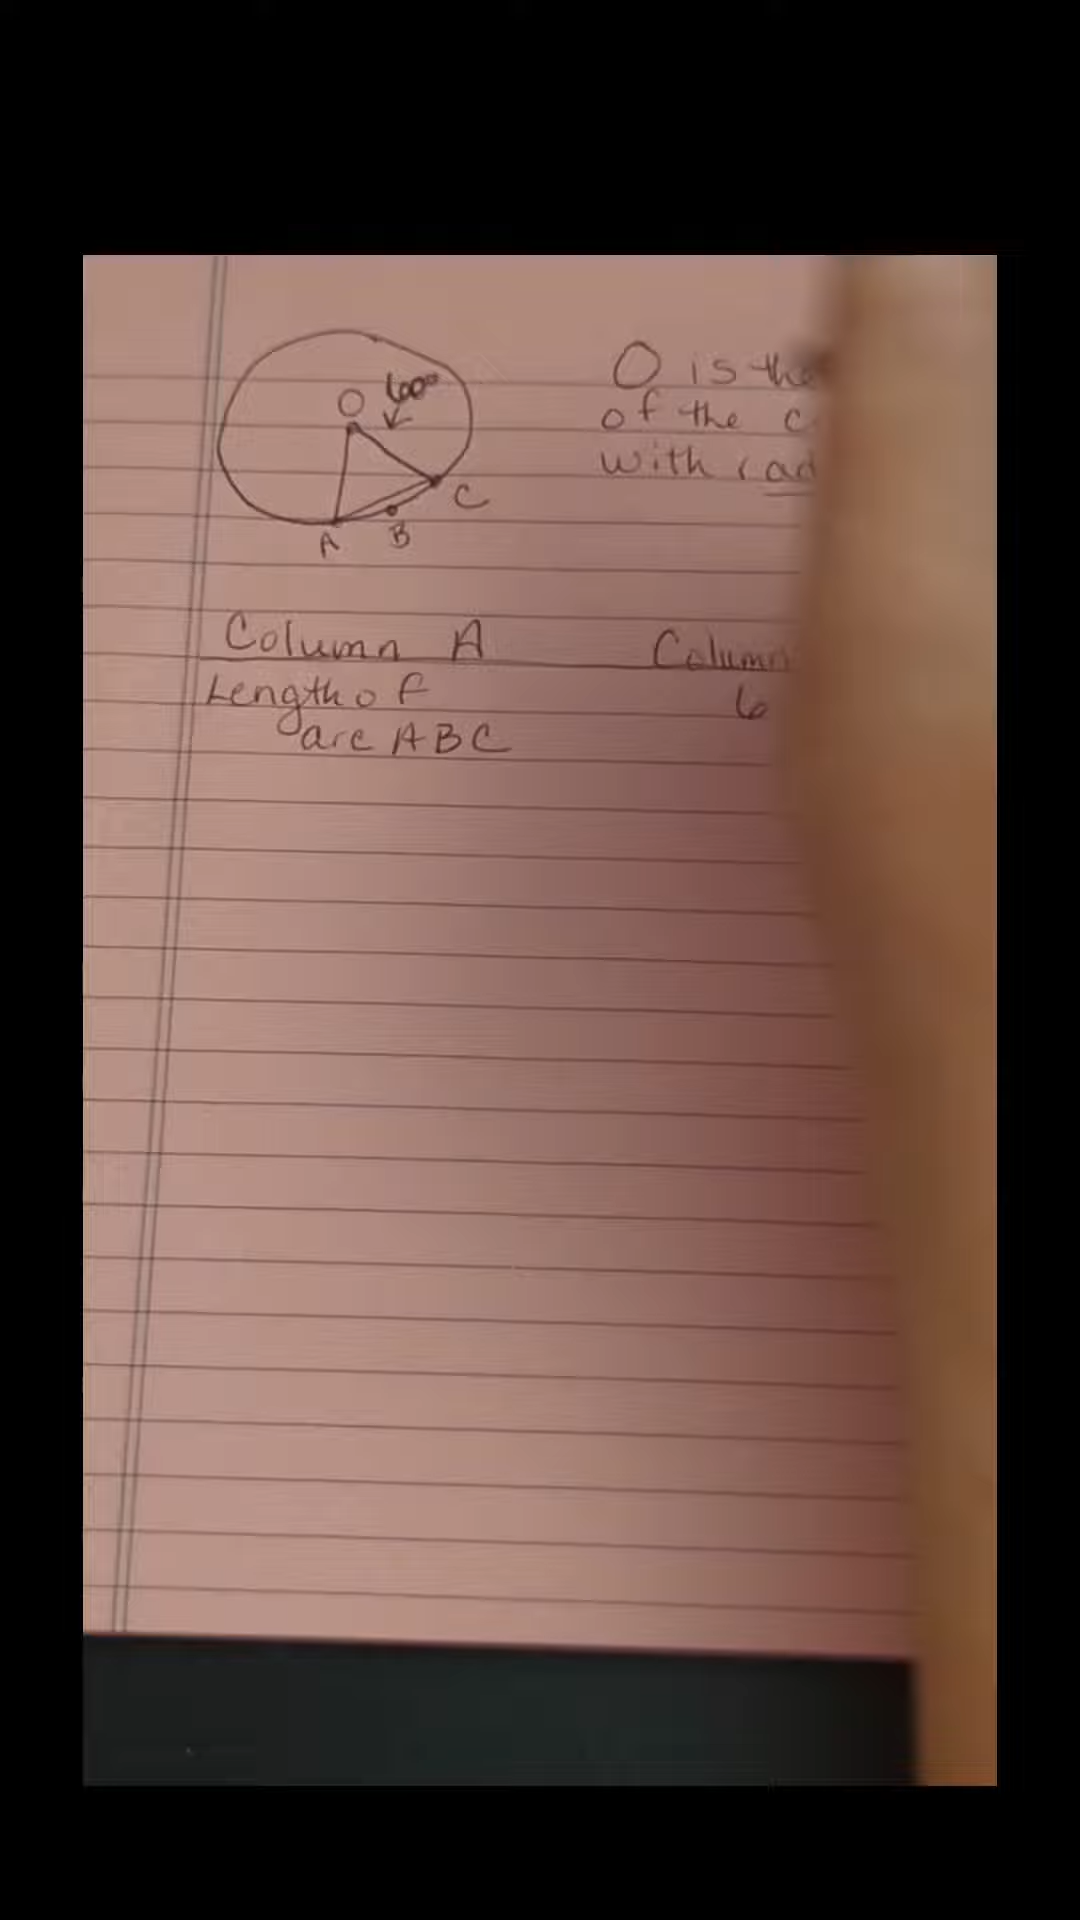 O 60°
O is the
of the c
with rad
C
A B
Column A Column
Length of 6
arc ABC